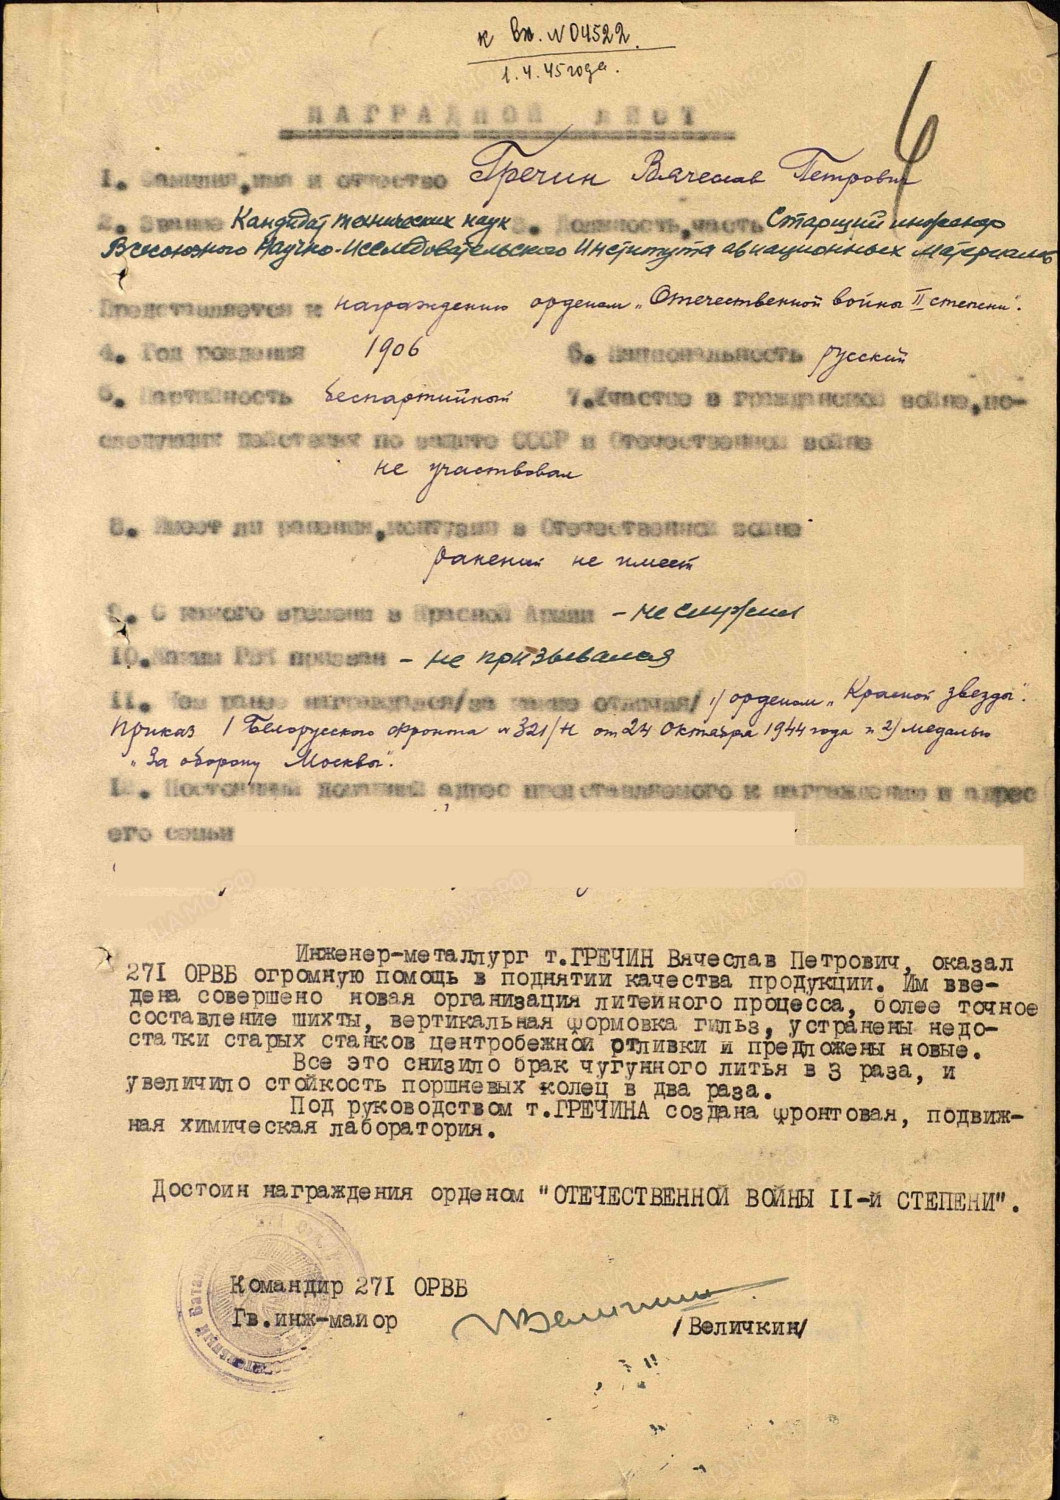 к вх. №04522.
1.4.45 года.
НАГРАДНОЙ ЛИСТ
1. Фамилия,имя и отчество Гречин Вячеслав Петрович
2. Звание Кандидат технических наук 3. Должность,часть Старший инженер
Всесоюзного Научно-Исследовательского Института авиационных материалов
Представляется к награждению орденом „Отечественной войны II степени".
4. Год рождения 1906 5. Национальность русский
6. Партийность беспартийный 7.Участие в гражданской войне,по-
следующих действиях по защите СССР и Отечественной войне
не участвовал
8. Имеет ли ранения,контузии в Отечественной войне
ранений не имеет
9. С какого времени в Красной Армии - не служил
10.Каким РВК призван - не призывался
11. Чем ранее награждался/за какие отличия/ 1/ орденом „Красной звезды".
Приказ 1 Белорусского фронта №321/н от 24 октября 1944 года и 2/ медалью
„За оборону Москвы".
12. Постоянный домашний адрес представляемого к награждению и адрес
его семьи
Инженер-металлург т.ГРЕЧИН Вячеслав Петрович, оказал
271 ОРВБ огромную помощь в поднятии качества продукции. Им вве-
дена совершено новая организация литейного процесса, более точное
составление шихты, вертикальная формовка гильз, устранены недо-
статки старых станков центробежной отливки и предложены новые.
Все это снизило брак чугунного литья в 3 раза, и
увеличило стойкость поршневых колец в два раза.
Под руководством т.ГРЕЧИНА создана фронтовая, подвиж-
ная химическая лаборатория.
Достоин награждения орденом "ОТЕЧЕСТВЕННОЙ ВОЙНЫ II-й СТЕПЕНИ".
Командир 271 ОРВБ
Гв.инж-майор Величкин /Величкин/